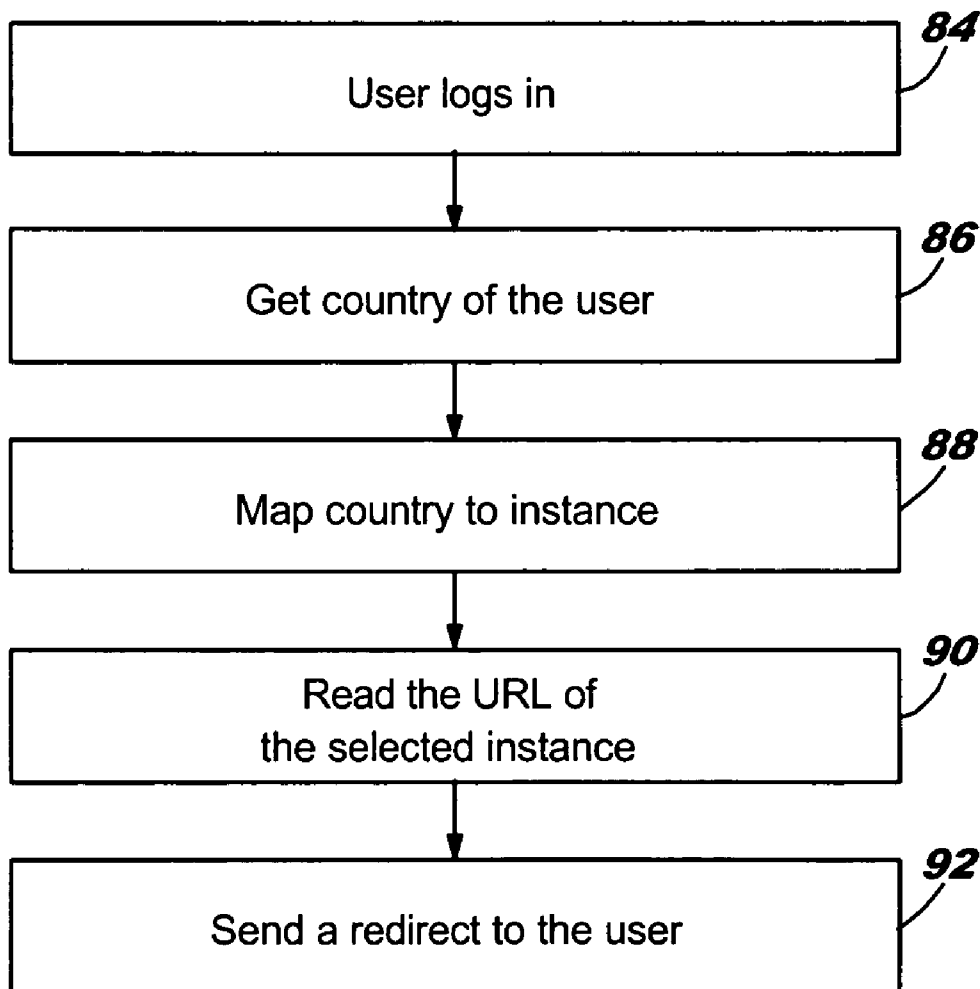 84
User logs in
86
Get country of the user
88
Map country to instance
90
Read the URL of
the selected instance
92
Send a redirect to the user